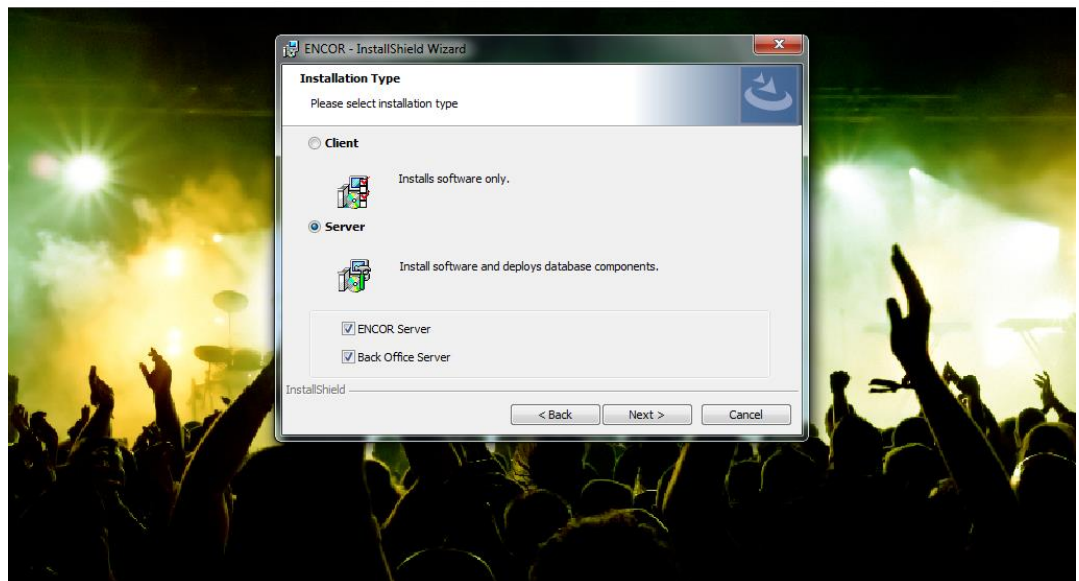 ENCOR - InstallShield Wizard
Installation Type
Please select installation type
Client
Installs software only.
Server
Install software and deploys database components.
ENCOR Server
Back Office Server
InstallShield
< Back Next > Cancel